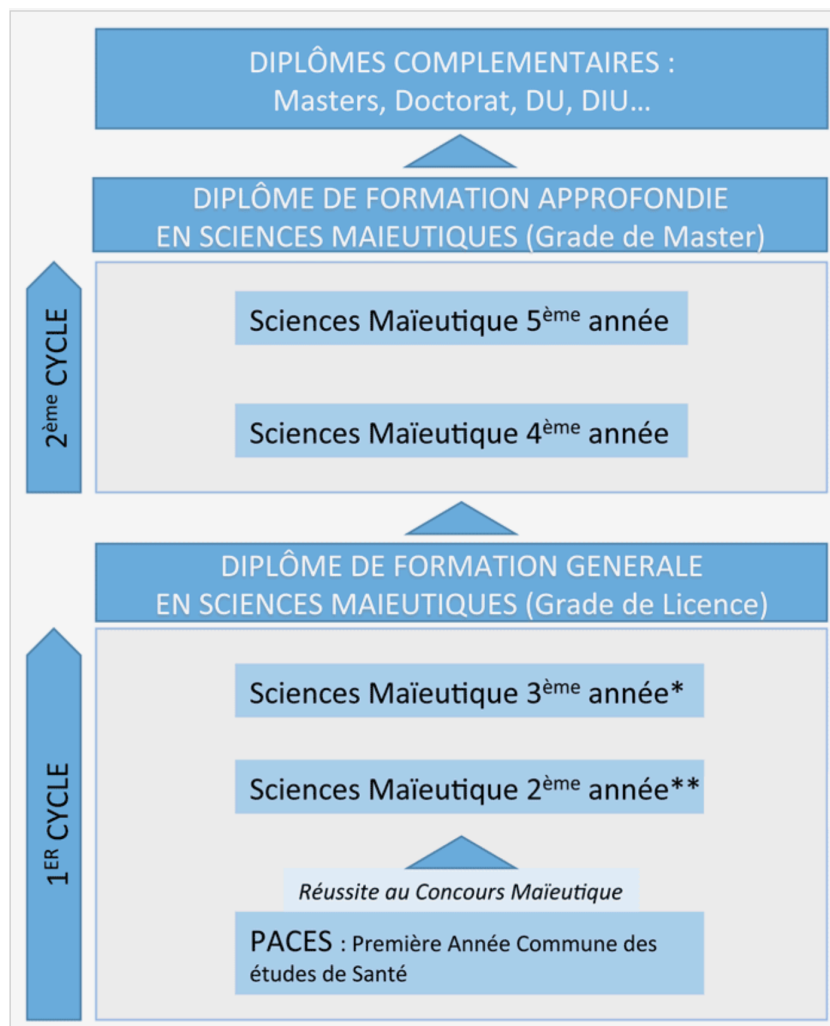 DIPLÔMES COMPLEMENTAIRES :
Masters, Doctorat, DU, DIU...
DIPLÔME DE FORMATION APPROFONDIE
EN SCIENCES MAIEUTIQUES (Grade de Master)
2ème CYCLE
Sciences Maïeutique 5ème année
Sciences Maïeutique 4ème année
DIPLÔME DE FORMATION GENERALE
EN SCIENCES MAIEUTIQUES (Grade de Licence)
1ER CYCLE
Sciences Maïeutique 3ème année*
Sciences Maïeutique 2ème année**
Réussite au Concours Maïeutique
PACES : Première Année Commune des
études de Santé